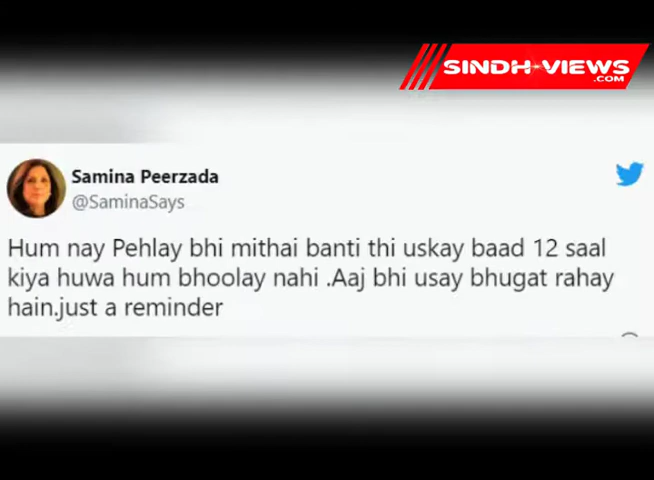 SINDH-VIEWS
.COM
Samina Peerzada
@SaminaSays
Hum nay Pehlay bhi mithai banti thi uskay baad 12 saal
kiya huwa hum bhoolay nahi .Aaj bhi usay bhugat rahay
hain.just a reminder